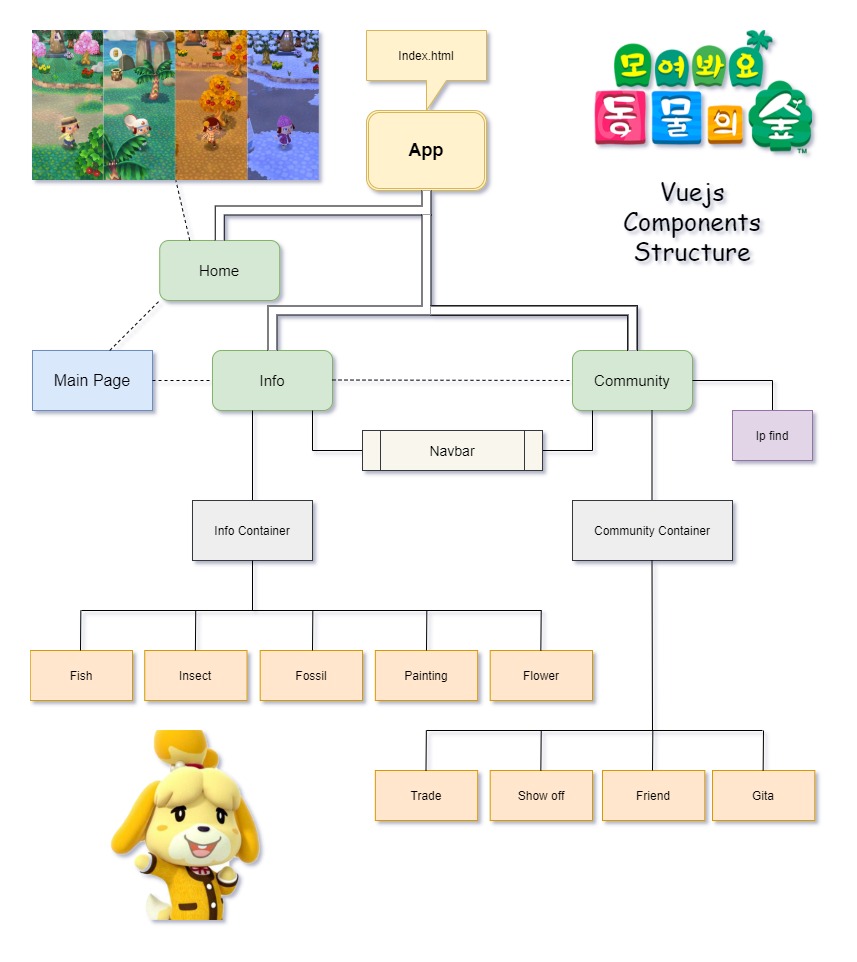 Index.html
모여봐요
동물의숲
TM
App
Vuejs
Components
Structure
Home
Main Page
Info
Community
Ip find
Navbar
Info Container
Community Container
Fish
Insect
Fossil
Painting
Flower
Trade
Show off
Friend
Gita